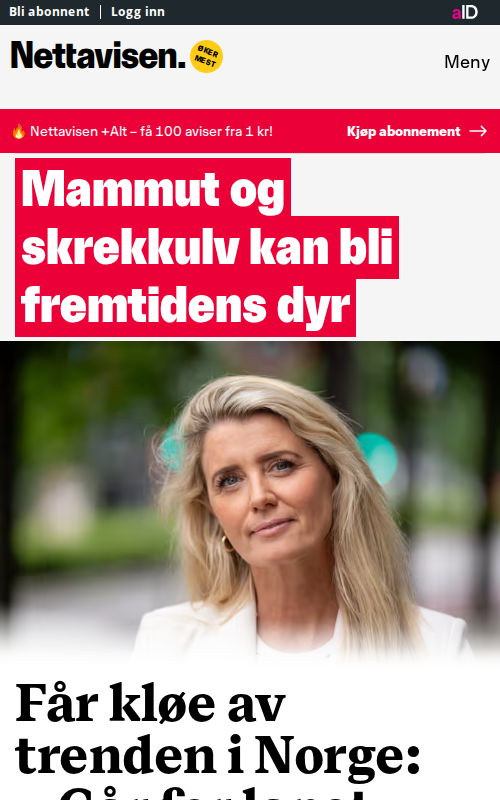 Bli abonnent | Logg inn
aID
Nettavisen.
ØKER
MEST
Meny
🔥 Nettavisen +Alt – få 100 aviser fra 1 kr!
Kjøp abonnement →
Mammut og
skrekkulv kan bli
fremtidens dyr
Får kløe av
trenden i Norge: